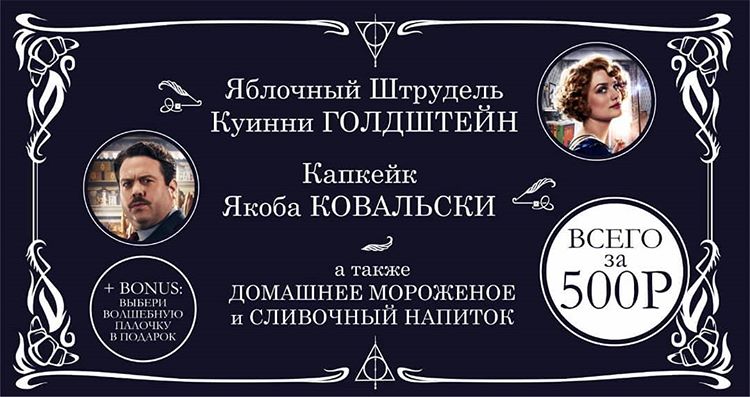 Яблочный Штрудель
Куинни ГОЛДШТЕЙН
Капкейк
Якоба КОВАЛЬСКИ
а также
ДОМАШНЕЕ МОРОЖЕНОЕ
и СЛИВОЧНЫЙ НАПИТОК
+ BONUS:
ВЫБЕРИ
ВОЛШЕБНУЮ
ПАЛОЧКУ
В ПОДАРОК
ВСЕГО
за
500Р